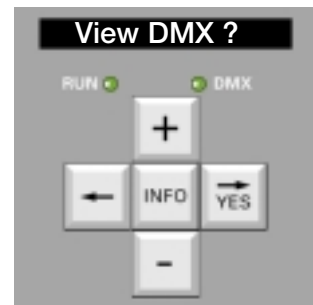 View DMX ?
RUN DMX
+
← INFO → YES
-